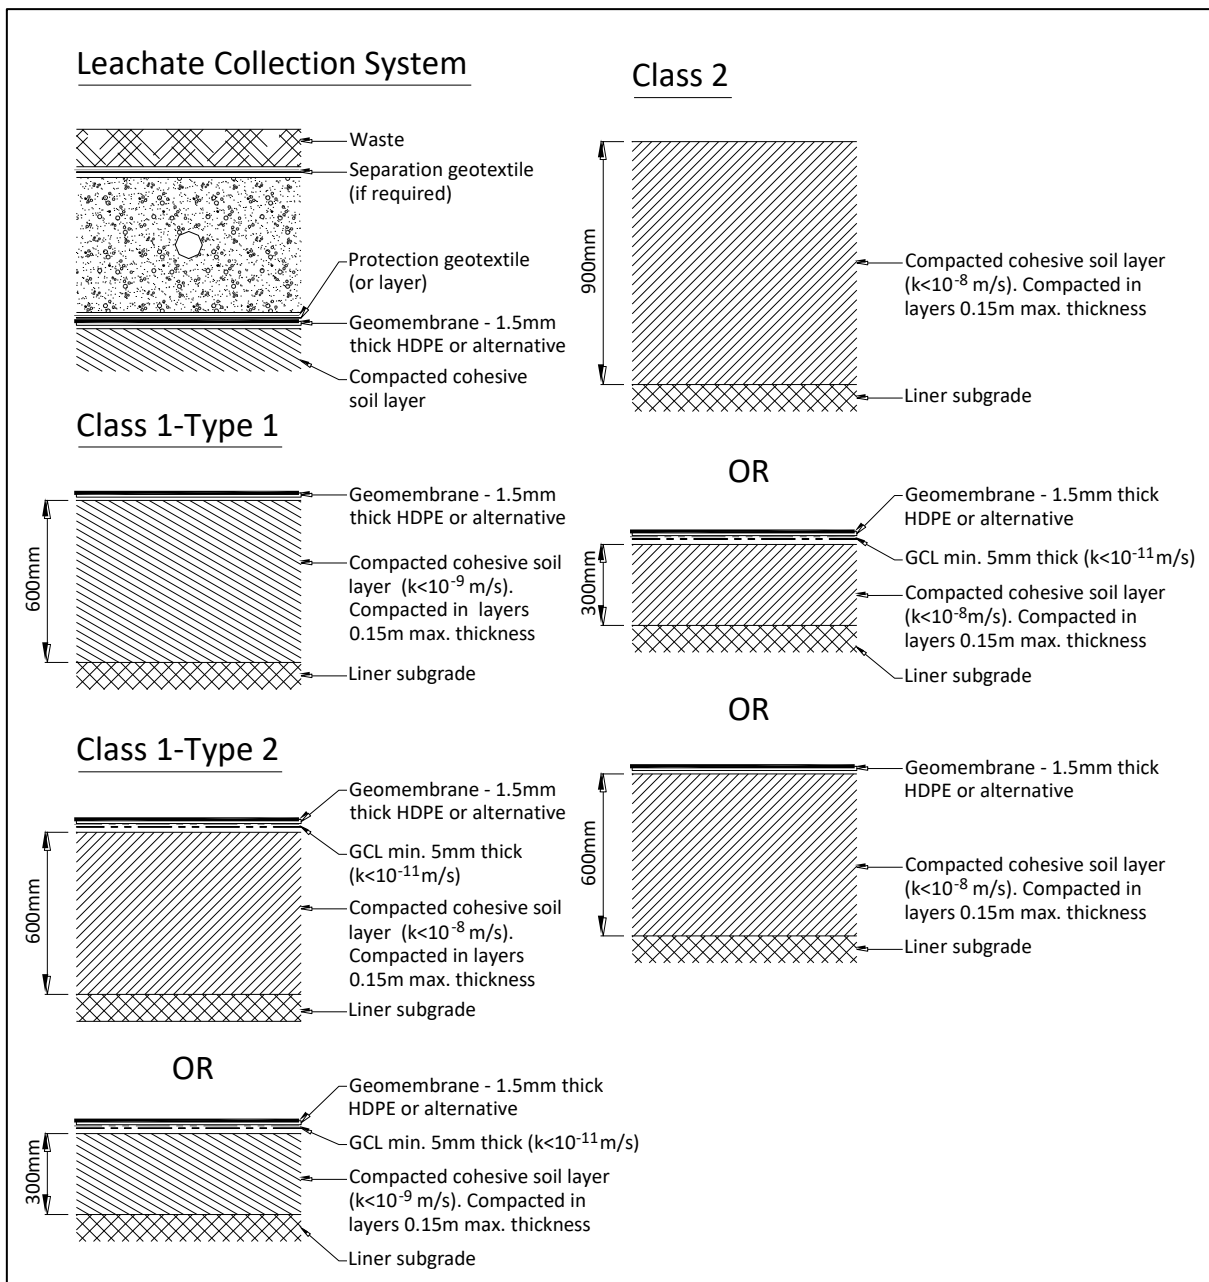 Leachate Collection System
Waste
Separation geotextile
(if required)
Protection geotextile
(or layer)
Geomembrane - 1.5mm
thick HDPE or alternative
Compacted cohesive
soil layer
Class 1-Type 1
600mm
Geomembrane - 1.5mm
thick HDPE or alternative
Compacted cohesive soil
layer (k<10⁻⁹ m/s).
Compacted in layers
0.15m max. thickness
Liner subgrade
Class 1-Type 2
600mm
Geomembrane - 1.5mm
thick HDPE or alternative
GCL min. 5mm thick
(k<10⁻¹¹m/s)
Compacted cohesive soil
layer (k<10⁻⁸ m/s).
Compacted in layers
0.15m max. thickness
Liner subgrade
OR
300mm
Geomembrane - 1.5mm thick
HDPE or alternative
GCL min. 5mm thick (k<10⁻¹¹m/s)
Compacted cohesive soil layer
(k<10⁻⁹ m/s). Compacted in
layers 0.15m max. thickness
Liner subgrade
Class 2
900mm
Compacted cohesive soil layer
(k<10⁻⁸ m/s). Compacted in
layers 0.15m max. thickness
Liner subgrade
OR
300mm
Geomembrane - 1.5mm thick
HDPE or alternative
GCL min. 5mm thick (k<10⁻¹¹m/s)
Compacted cohesive soil layer
(k<10⁻⁸m/s). Compacted in
layers 0.15m max. thickness
Liner subgrade
OR
600mm
Geomembrane - 1.5mm thick
HDPE or alternative
Compacted cohesive soil layer
(k<10⁻⁸ m/s). Compacted in
layers 0.15m max. thickness
Liner subgrade